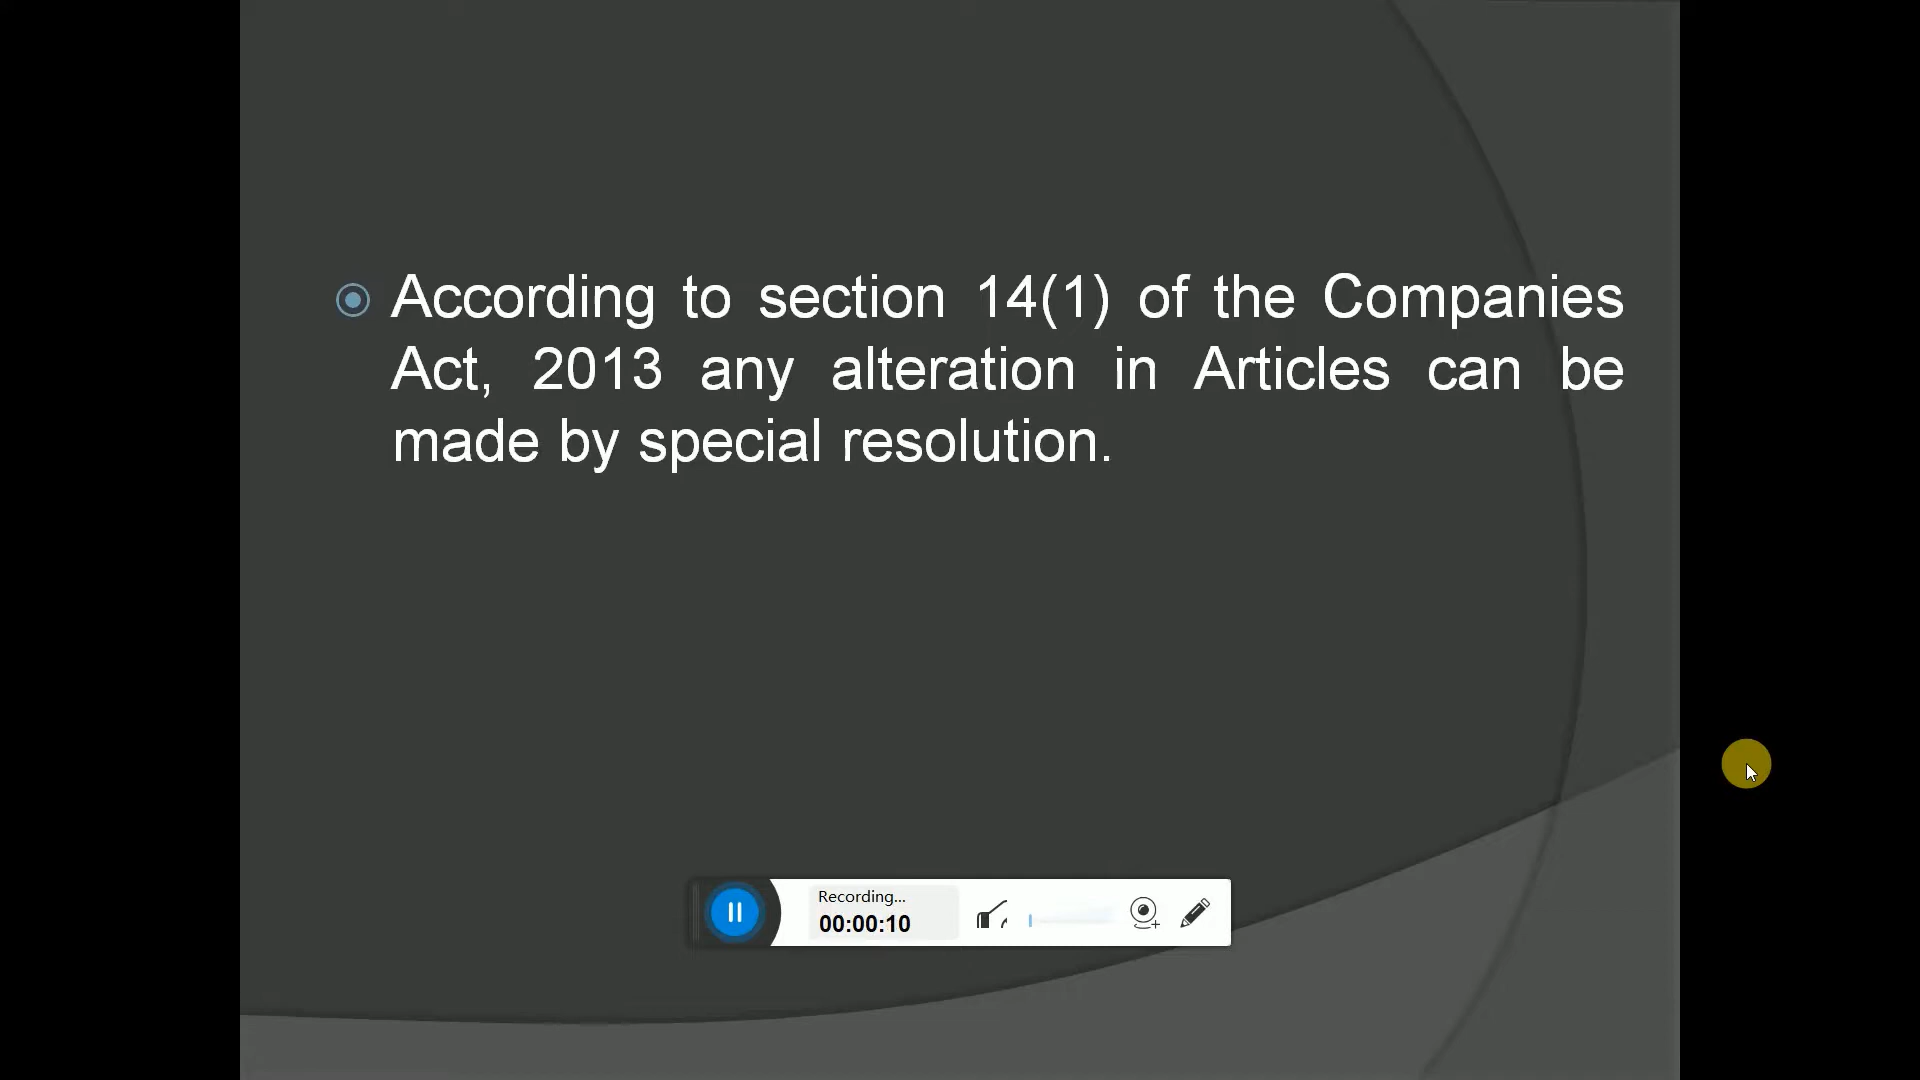 According to section 14(1) of the Companies
Act, 2013 any alteration in Articles can be
made by special resolution.
Recording...
00:00:10